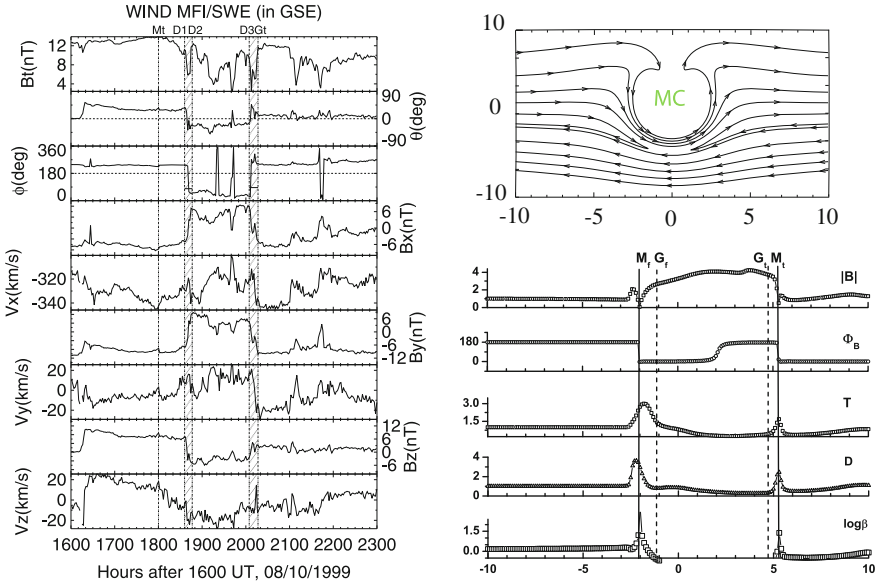 WIND MFI/SWE (in GSE)
Mt D1 D2 D3 Gt
Bt(nT)
12
8
4
θ(deg)
90
0
-90
ϕ(deg)
360
180
0
Bx(nT)
6
0
-6
Vx(km/s)
-320
-340
By(nT)
6
0
-12
Vy(km/s)
20
0
-20
Bz(nT)
12
6
0
-6
Vz(km/s)
20
0
-20
1600 1700 1800 1900 2000 2100 2200 2300
Hours after 1600 UT, 08/10/1999
10
0
-10
MC
-10 -5 0 5 10
Mf Gf Gt Mt
|B|
4
2
0
ΦB
180
0
T
3.0
1.5
D
4
2
0
logβ
0.0
-10 -5 0 5 10